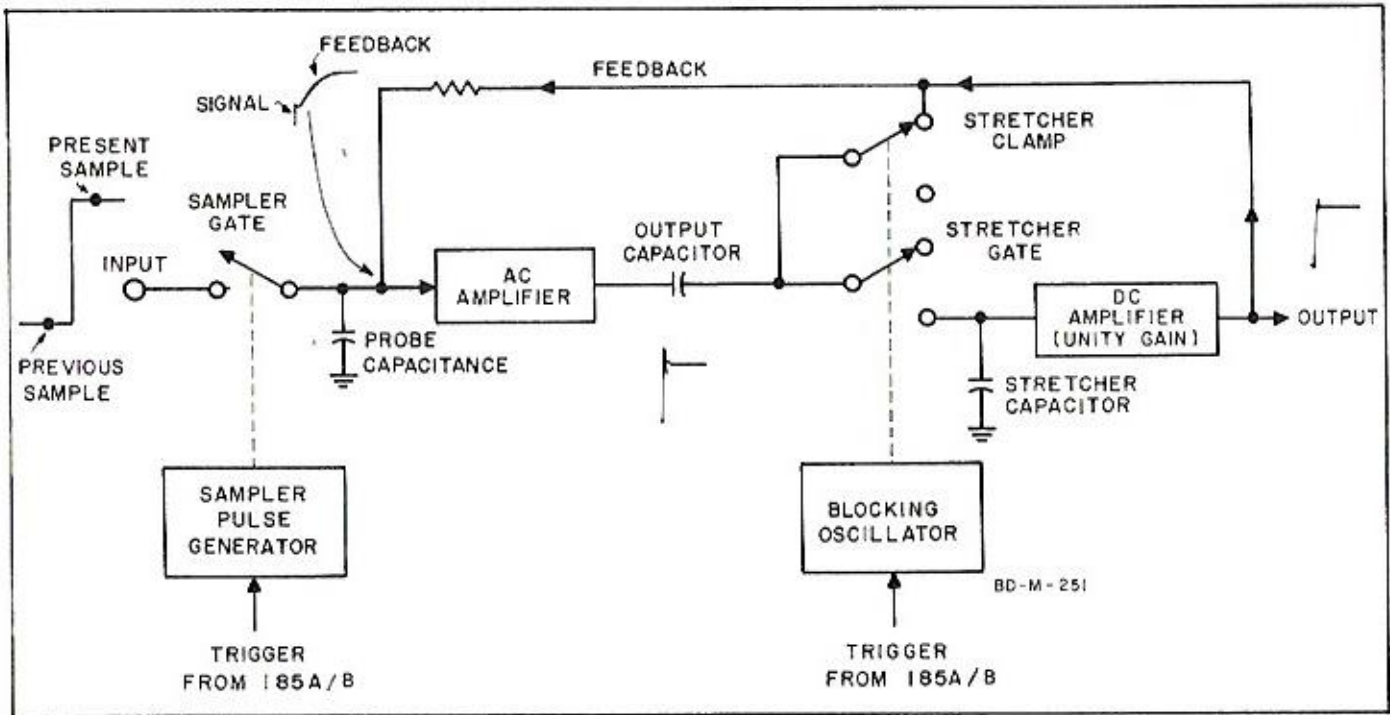 FEEDBACK
FEEDBACK
SIGNAL
STRETCHER
CLAMP
PRESENT
SAMPLE
SAMPLER
GATE
OUTPUT
CAPACITOR
STRETCHER
GATE
INPUT
AC
AMPLIFIER
DC
AMPLIFIER
(UNITY GAIN)
OUTPUT
PROBE
CAPACITANCE
PREVIOUS
SAMPLE
STRETCHER
CAPACITOR
SAMPLER
PULSE
GENERATOR
BLOCKING
OSCILLATOR
BD-M-251
TRIGGER
FROM 185A/B
TRIGGER
FROM 185A/B